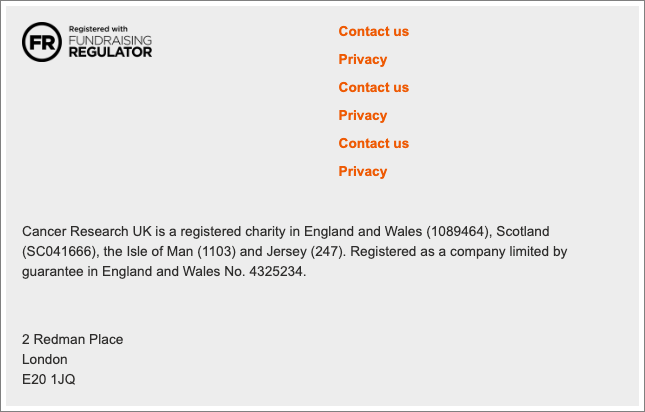 FR
Registered with
FUNDRAISING
REGULATOR
Contact us
Privacy
Contact us
Privacy
Contact us
Privacy
Cancer Research UK is a registered charity in England and Wales (1089464), Scotland
(SC041666), the Isle of Man (1103) and Jersey (247). Registered as a company limited by
guarantee in England and Wales No. 4325234.
2 Redman Place
London
E20 1JQ